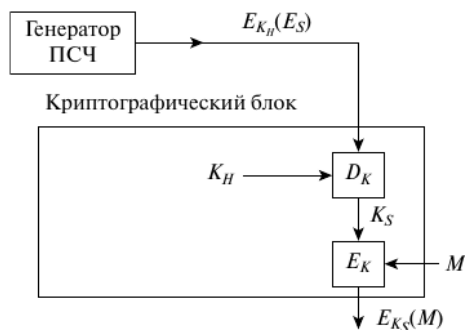 Генератор
ПСЧ
E_{K_H}(E_S)
Криптографический блок
K_H
D_K
K_S
E_K
M
E_{K_S}(M)